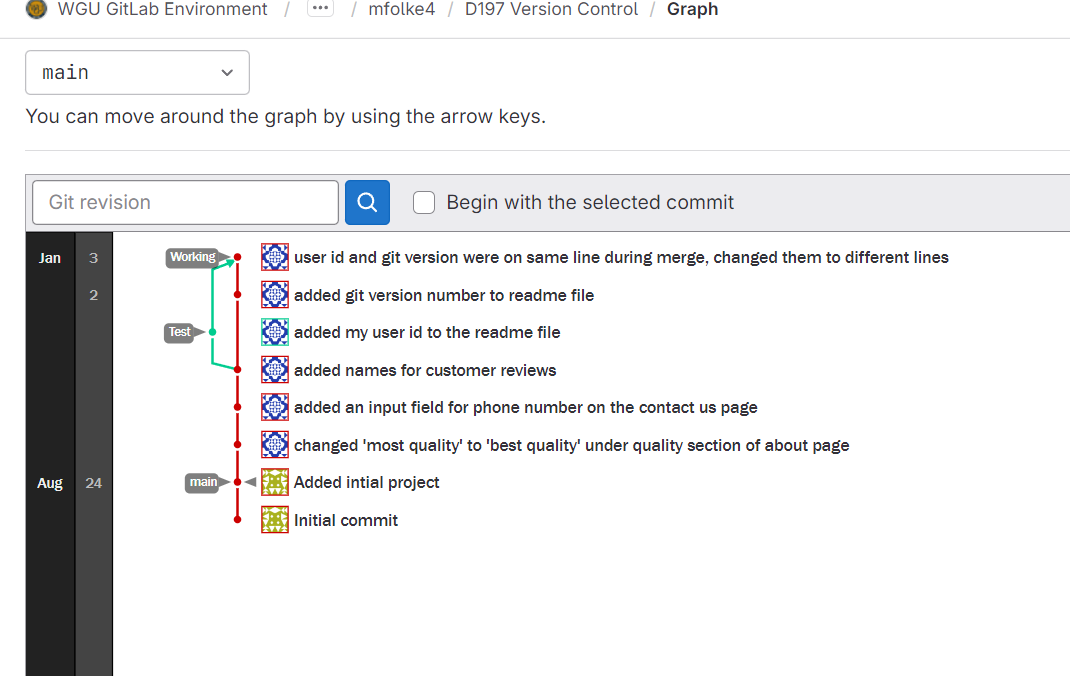 WGU GitLab Environment / ... / mfolke4 / D197 Version Control / Graph
main
You can move around the graph by using the arrow keys.
Git revision Begin with the selected commit
Jan 3 Working user id and git version were on same line during merge, changed them to different lines
2 added git version number to readme file
Test added my user id to the readme file
added names for customer reviews
added an input field for phone number on the contact us page
changed 'most quality' to 'best quality' under quality section of about page
Aug 24 main Added intial project
Initial commit